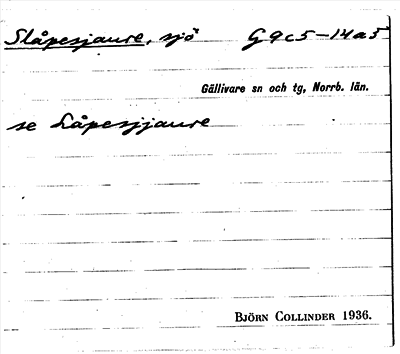 Slåpesjaure, sjö G9c5-14a5
Gällivare sn och tg, Norrb. län.
se Låpesjjaure
BJÖRN COLLINDER 1936.